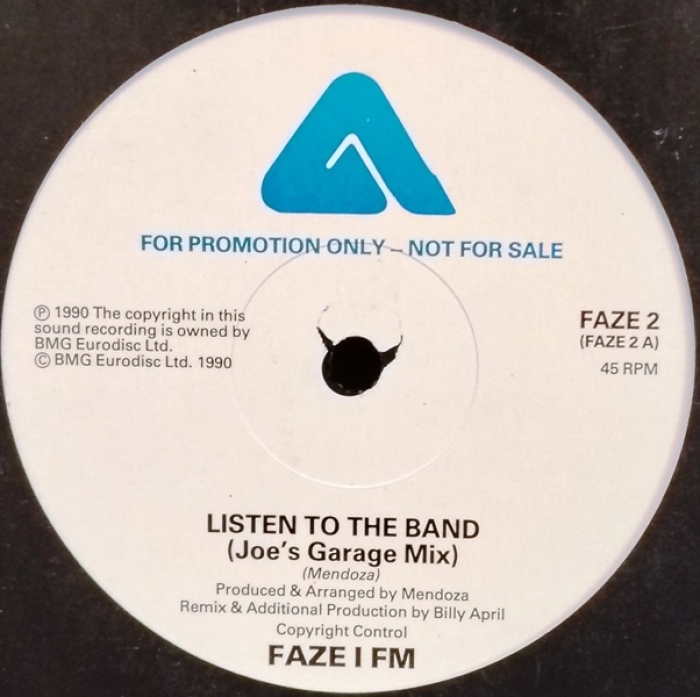 FOR PROMOTION ONLY – NOT FOR SALE
Ⓟ 1990 The copyright in this
sound recording is owned by
BMG Eurodisc Ltd.
© BMG Eurodisc Ltd. 1990
FAZE 2
(FAZE 2 A)
45 RPM
LISTEN TO THE BAND
(Joe's Garage Mix)
(Mendoza)
Produced & Arranged by Mendoza
Remix & Additional Production by Billy April
Copyright Control
FAZE I FM